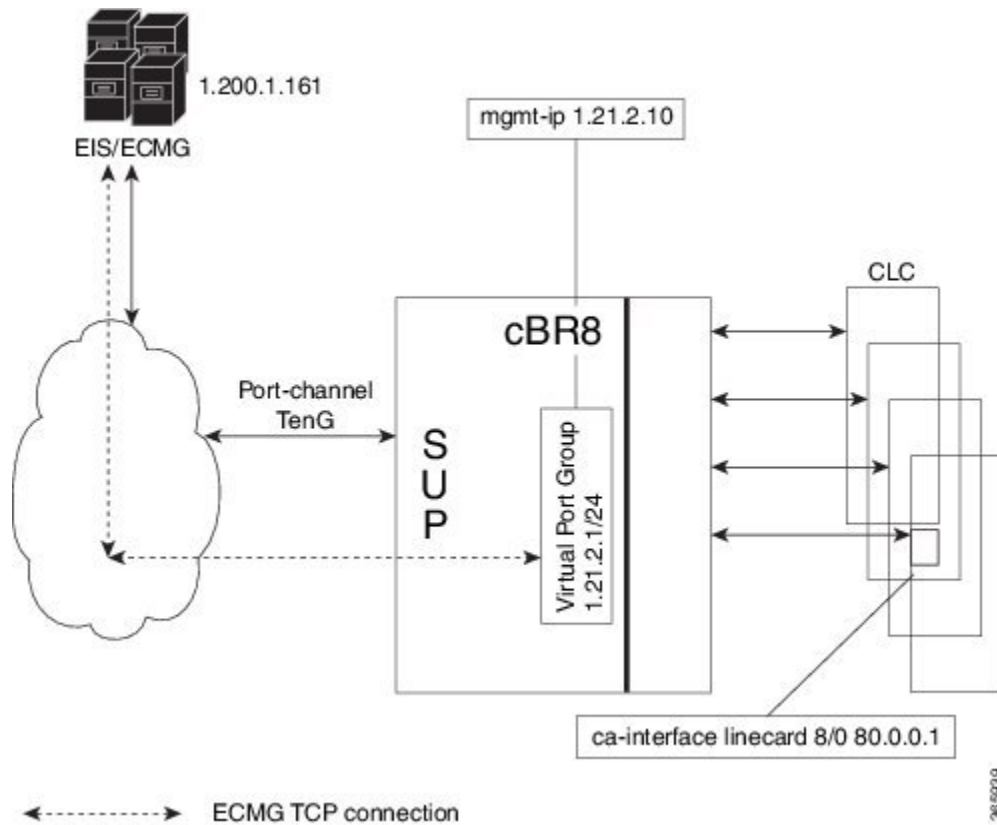 1.200.1.161
EIS/ECMG
mgmt-ip 1.21.2.10
CLC
cBR8
Port-channel
TenG
SUP
Virtual Port Group
1.21.2.1/24
ca-interface linecard 8/0 80.0.0.1
ECMG TCP connection